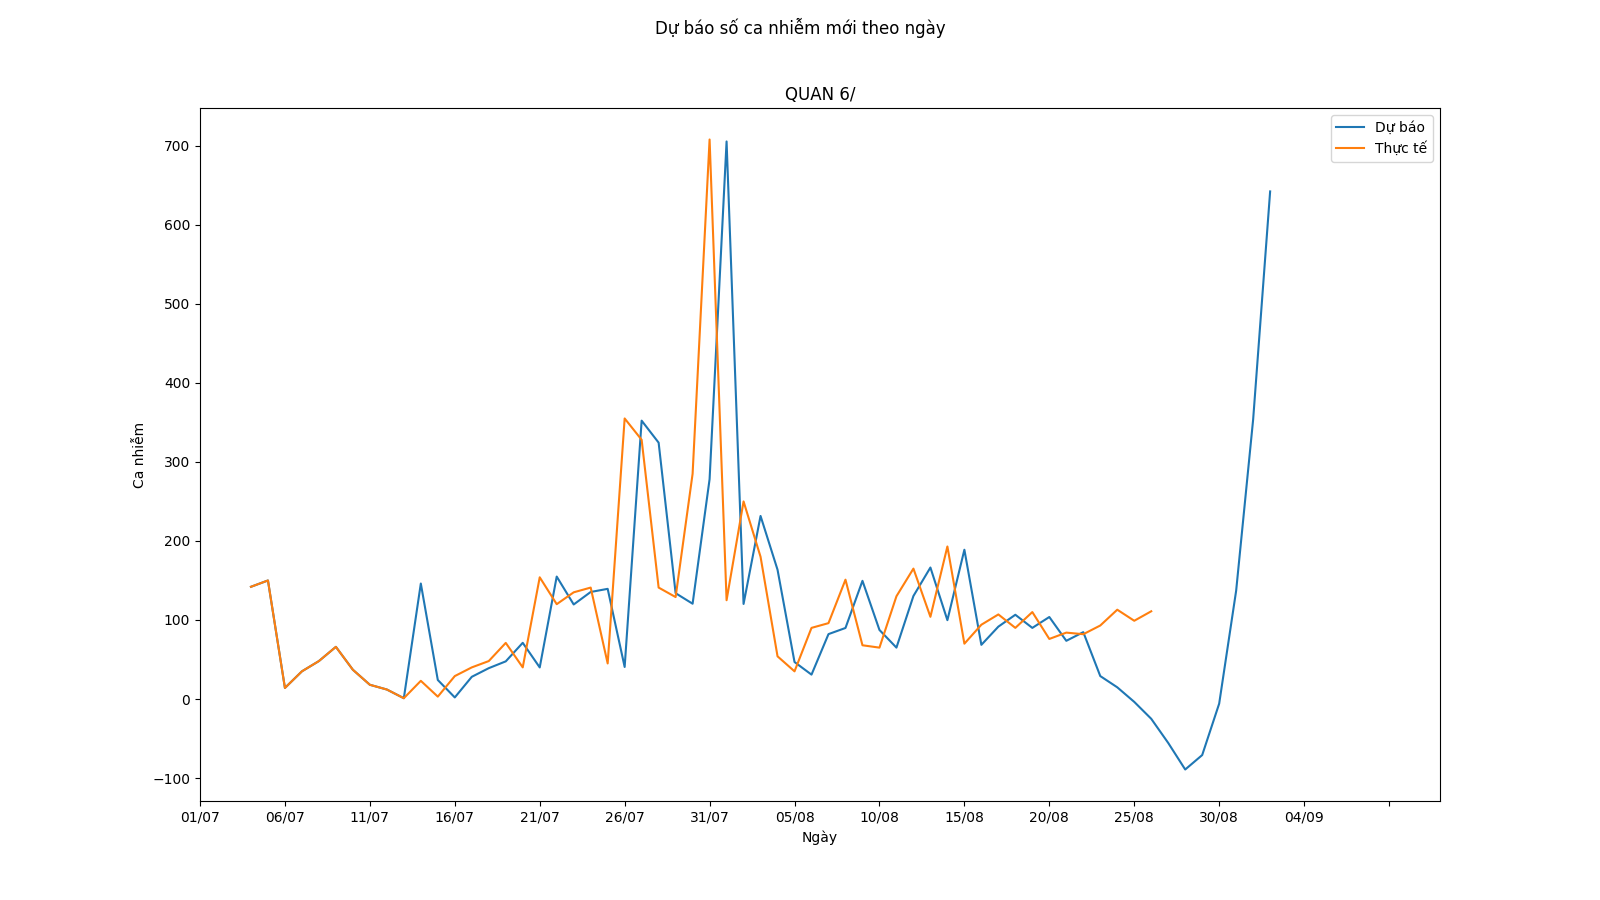 Dự báo số ca nhiễm mới theo ngày
QUAN 6/
Dự báo
Thực tế
700
600
500
400
300
200
100
0
−100
Ca nhiễm
01/07 06/07 11/07 16/07 21/07 26/07 31/07 05/08 10/08 15/08 20/08 25/08 30/08 04/09
Ngày